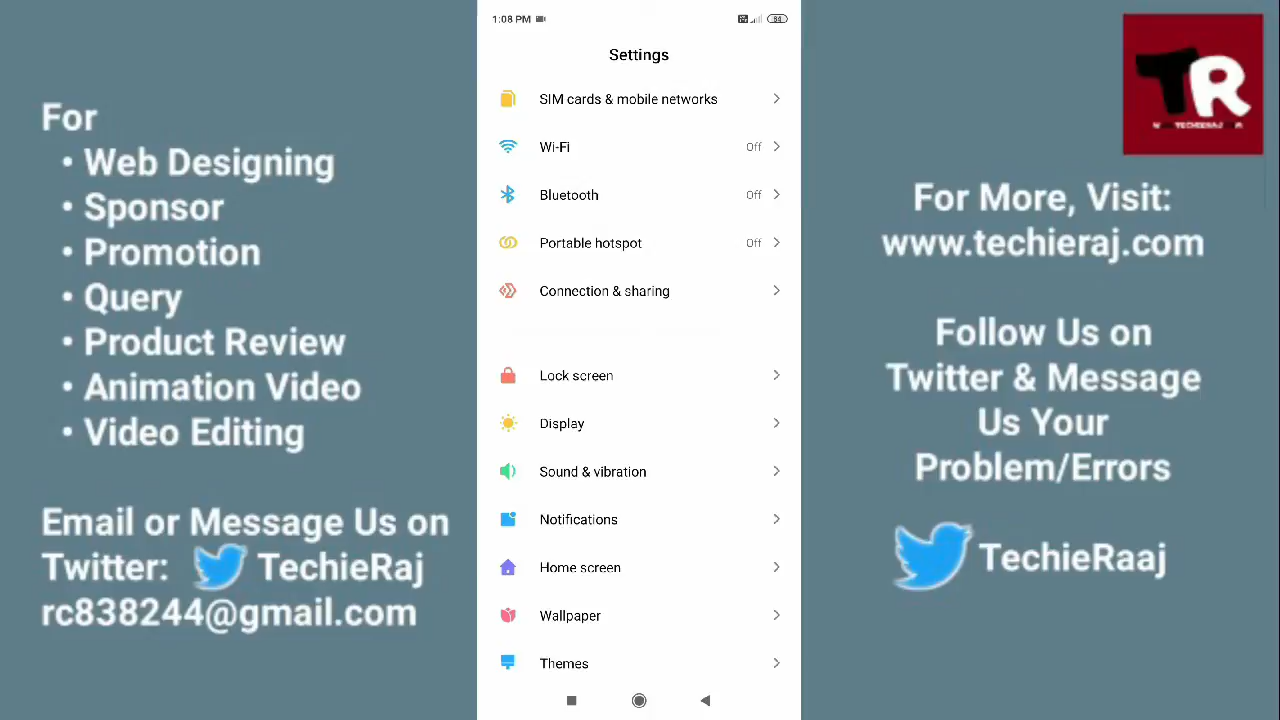 For
• Web Designing
• Sponsor
• Promotion
• Query
• Product Review
• Animation Video
• Video Editing
Email or Message Us on
Twitter: TechieRaj
rc838244@gmail.com
1:08 PM
84
Settings
SIM cards & mobile networks
Wi-Fi Off
Bluetooth Off
Portable hotspot Off
Connection & sharing
Lock screen
Display
Sound & vibration
Notifications
Home screen
Wallpaper
Themes
TR
For More, Visit:
www.techieraj.com
Follow Us on
Twitter & Message
Us Your
Problem/Errors
TechieRaaj